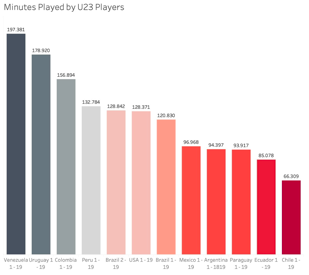 Minutes Played by U23 Players
197.381
178.920
156.894
132.784
128.842
128.371
120.830
96.968
94.397
93.917
85.078
66.309
Venezuela 1 - 19
Uruguay 1 - 19
Colombia 1 - 19
Peru 1 - 19
Brazil 2 - 19
USA 1 - 19
Brazil 1 - 19
Mexico 1 - 19
Argentina 1 - 1819
Paraguay 1 - 19
Ecuador 1 - 19
Chile 1 - 19